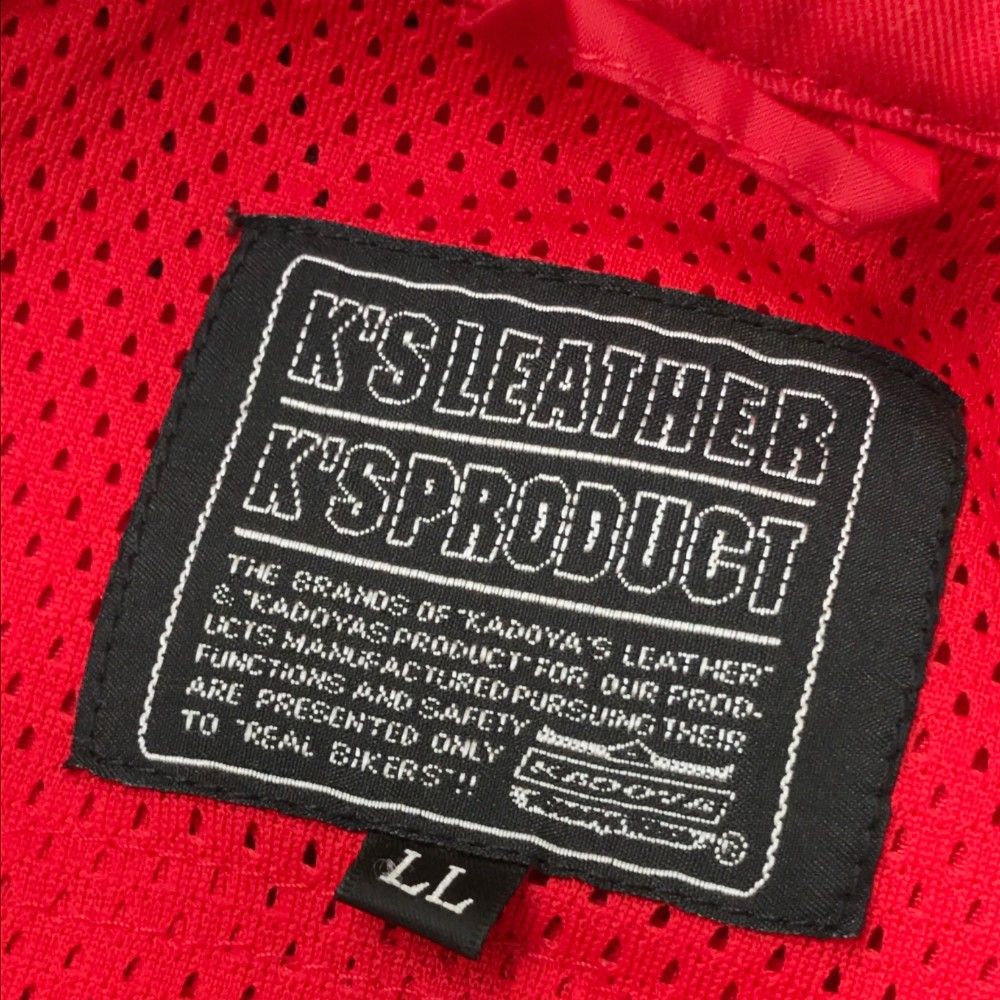 K'S LEATHER
K'S PRODUCT
THE BRANDS OF "KADOYA'S LEATHER"
& "KADOYAS PRODUCT" FOR OUR PROD-
UCTS MANUFACTURED PURSUING THEIR
FUNCTIONS AND SAFETY
ARE PRESENTED ONLY
TO "REAL BIKERS"!!
KADOYA
®
LL